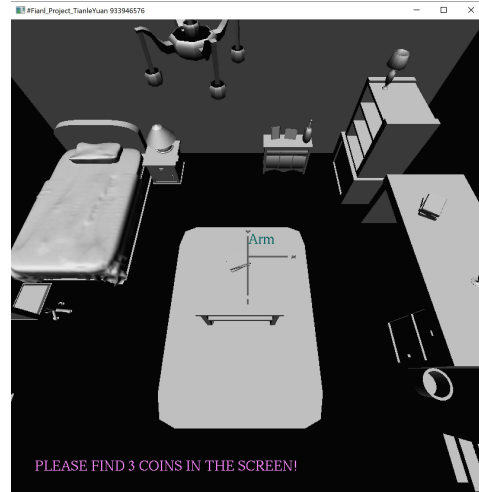 #Fianl_Project_TianleYuan 933946576
Arm
PLEASE FIND 3 COINS IN THE SCREEN!